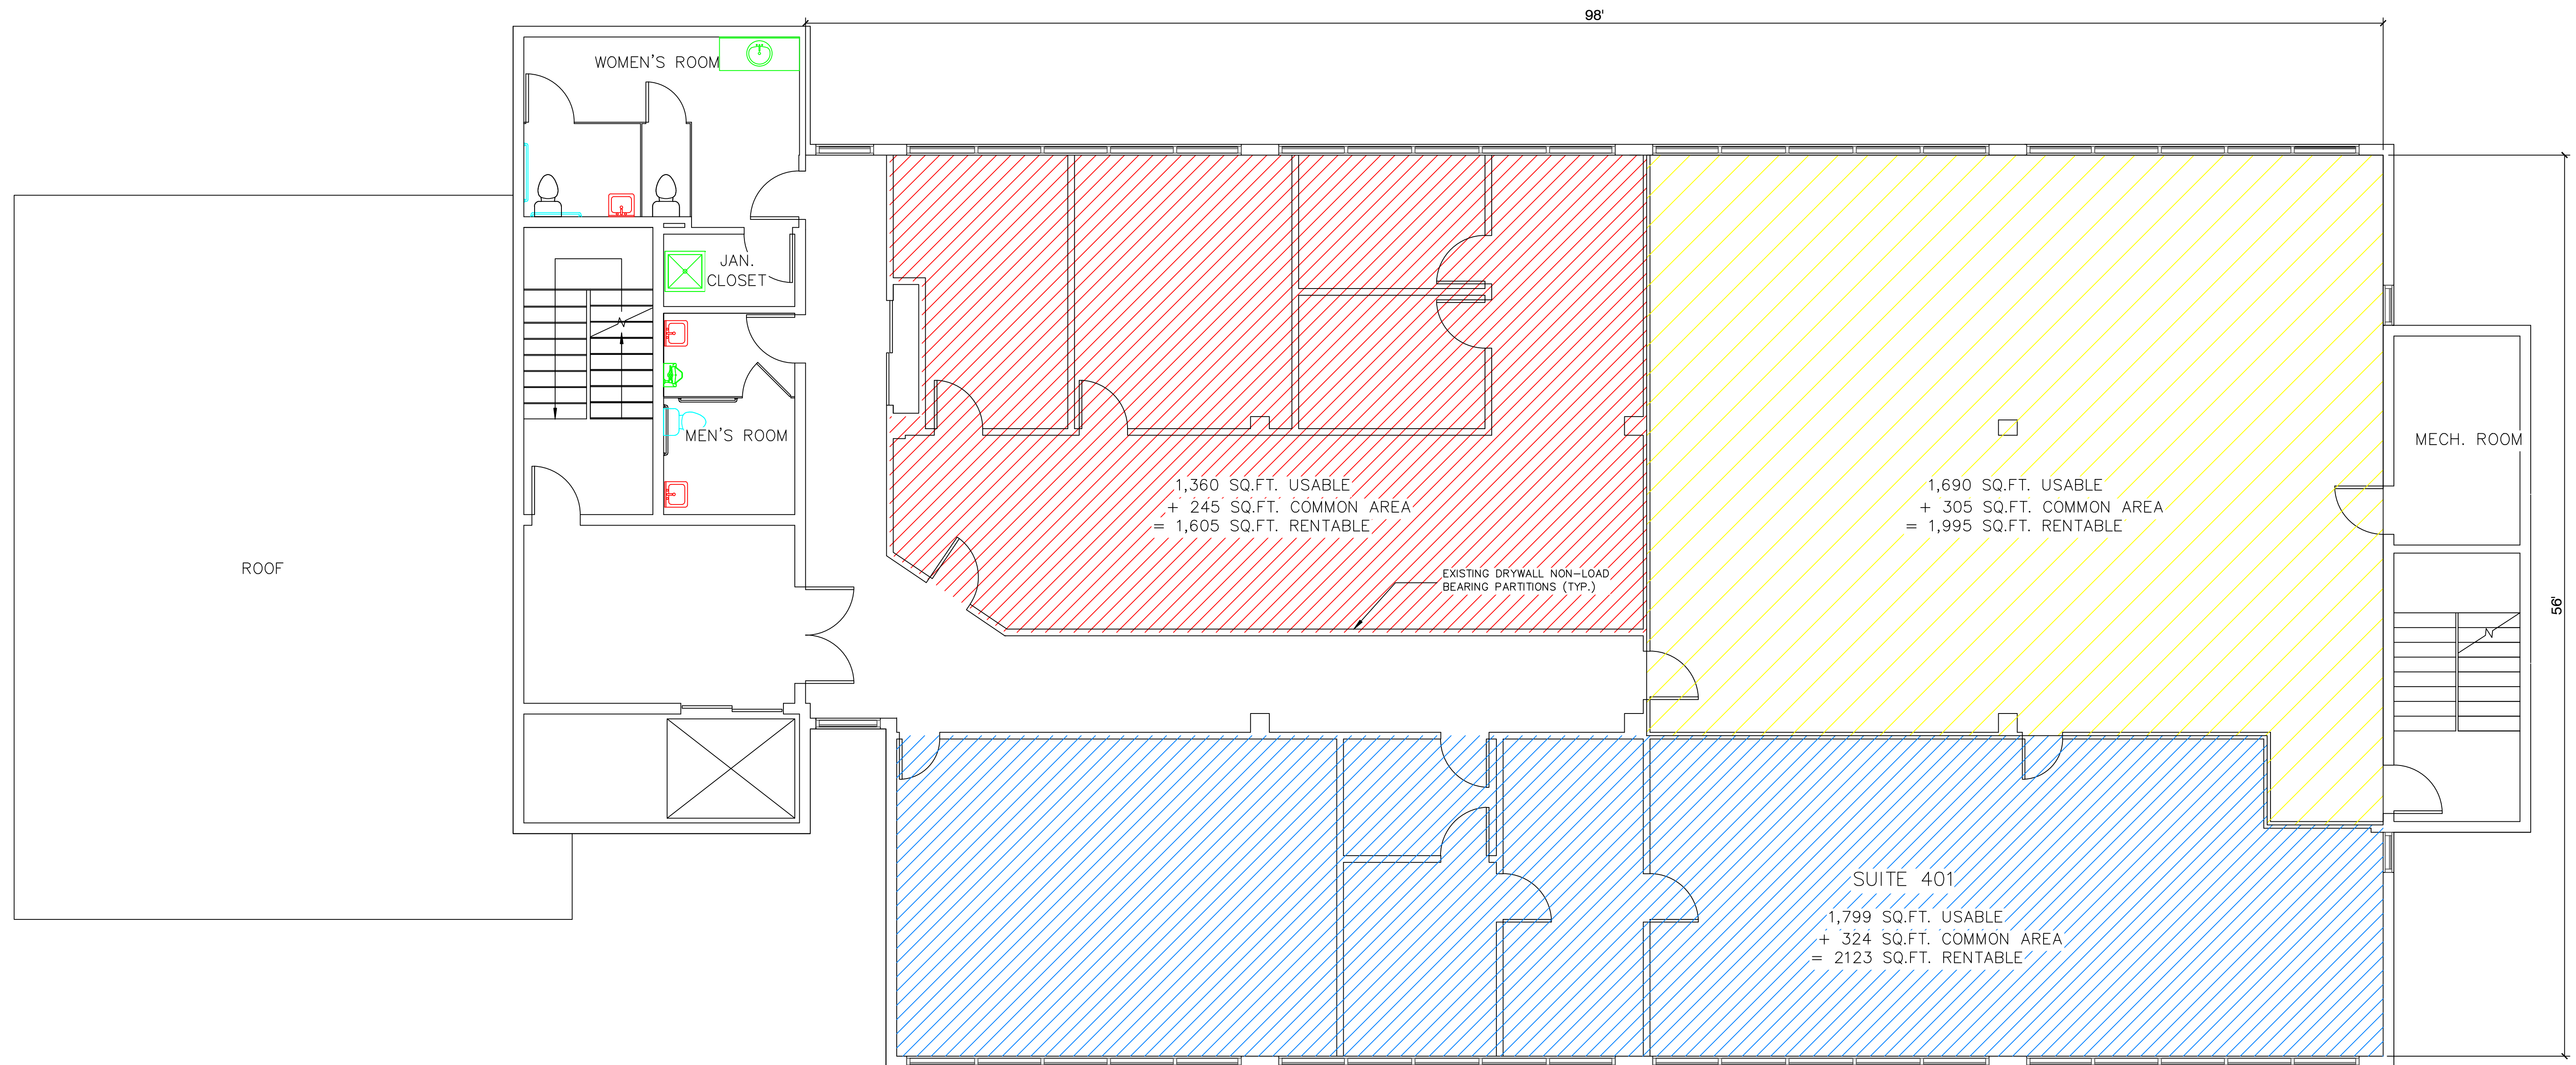 98'
WOMEN'S ROOM
JAN.
CLOSET
MEN'S ROOM
MECH. ROOM
1,360 SQ.FT. USABLE
+ 245 SQ.FT. COMMON AREA
= 1,605 SQ.FT. RENTABLE
1,690 SQ.FT. USABLE
+ 305 SQ.FT. COMMON AREA
= 1,995 SQ.FT. RENTABLE
ROOF
EXISTING DRYWALL NON-LOAD
BEARING PARTITIONS (TYP.)
56'
SUITE 401
1,799 SQ.FT. USABLE
+ 324 SQ.FT. COMMON AREA
= 2123 SQ.FT. RENTABLE